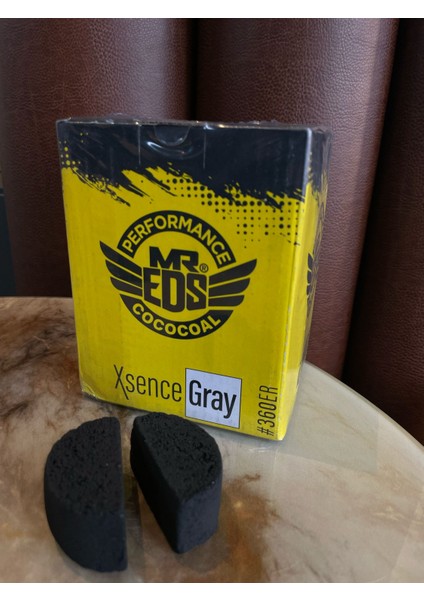 PERFORMANCE
MR®
EDS
COCOCOAL
Xsence Gray
#360ER